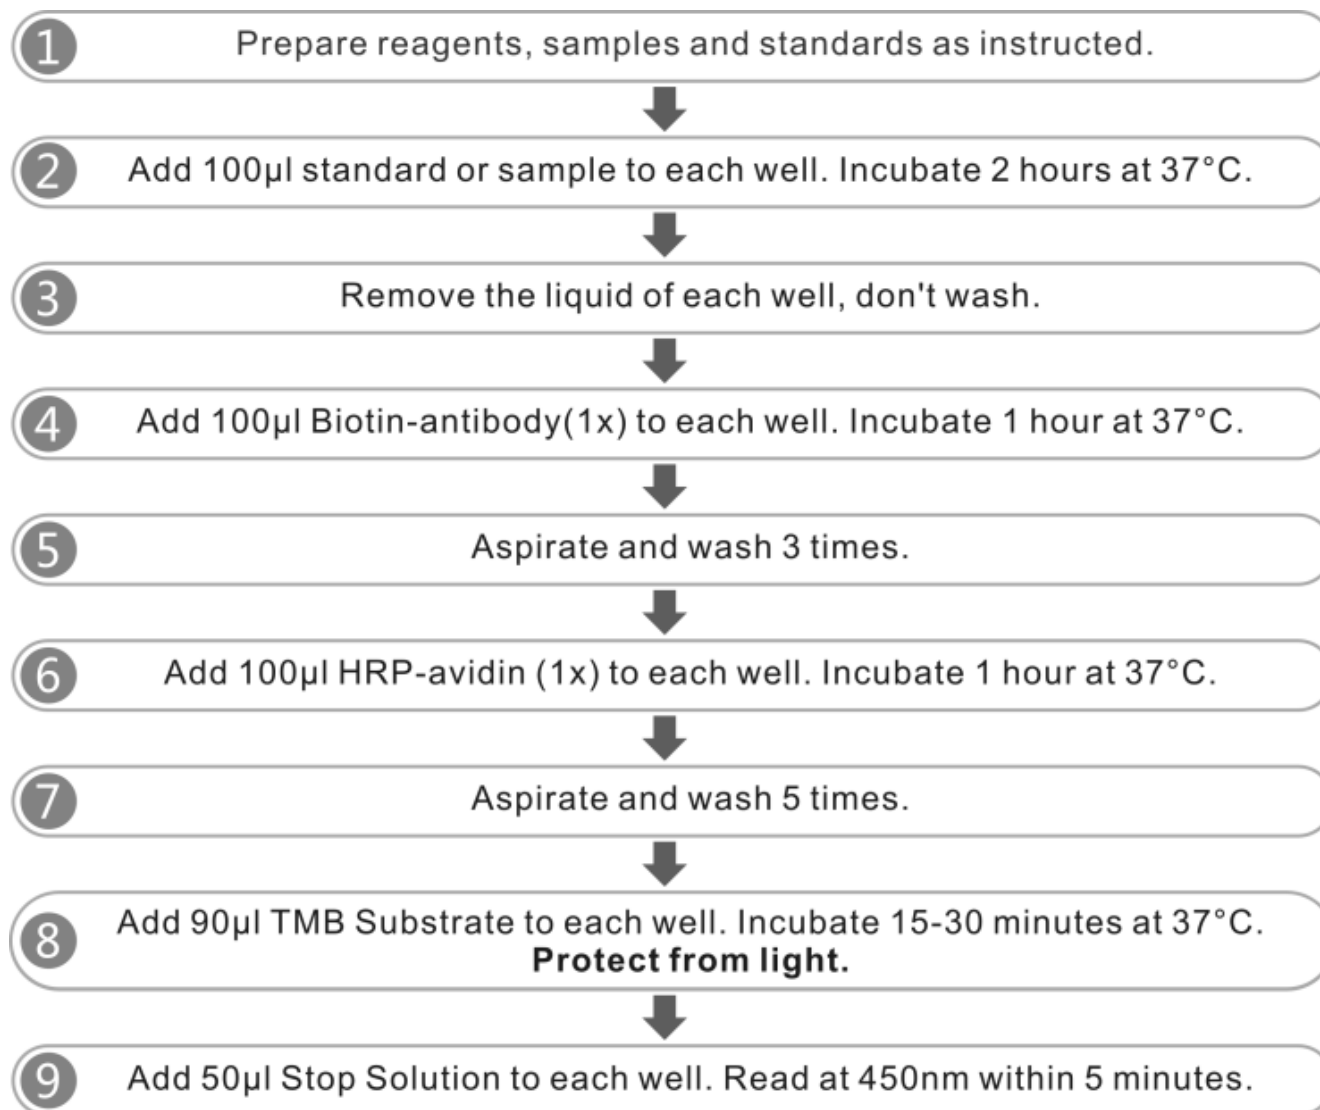 1 Prepare reagents, samples and standards as instructed.
2 Add 100µl standard or sample to each well. Incubate 2 hours at 37°C.
3 Remove the liquid of each well, don't wash.
4 Add 100µl Biotin-antibody(1x) to each well. Incubate 1 hour at 37°C.
5 Aspirate and wash 3 times.
6 Add 100µl HRP-avidin (1x) to each well. Incubate 1 hour at 37°C.
7 Aspirate and wash 5 times.
8 Add 90µl TMB Substrate to each well. Incubate 15-30 minutes at 37°C.
Protect from light.
9 Add 50µl Stop Solution to each well. Read at 450nm within 5 minutes.